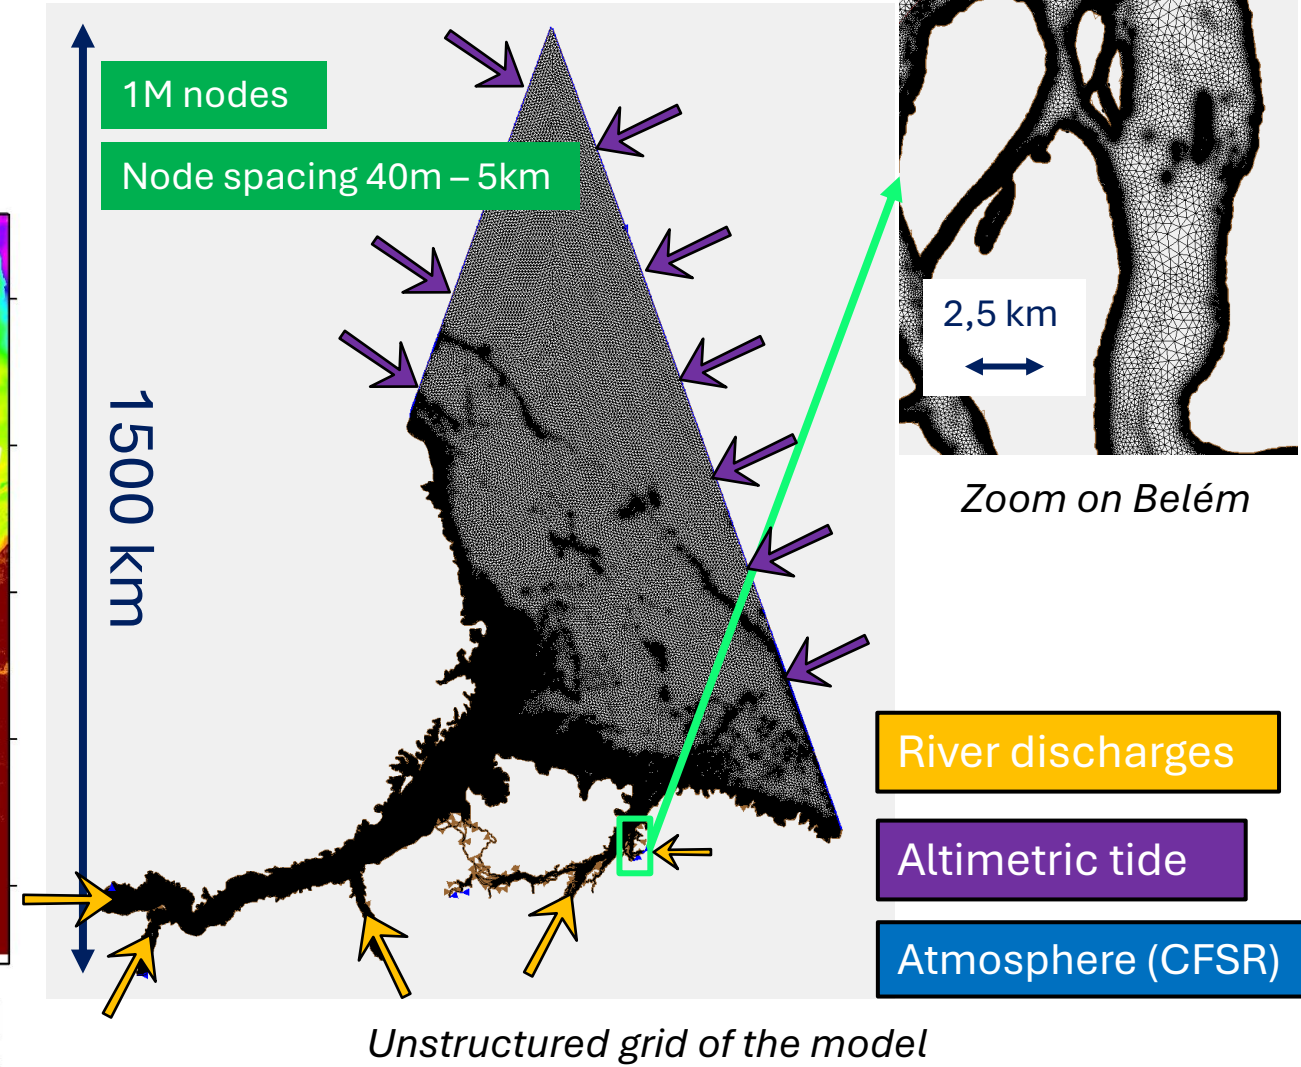 1M nodes
Node spacing 40m – 5km
1500 km
2,5 km
Zoom on Belém
River discharges
Altimetric tide
Atmosphere (CFSR)
Unstructured grid of the model